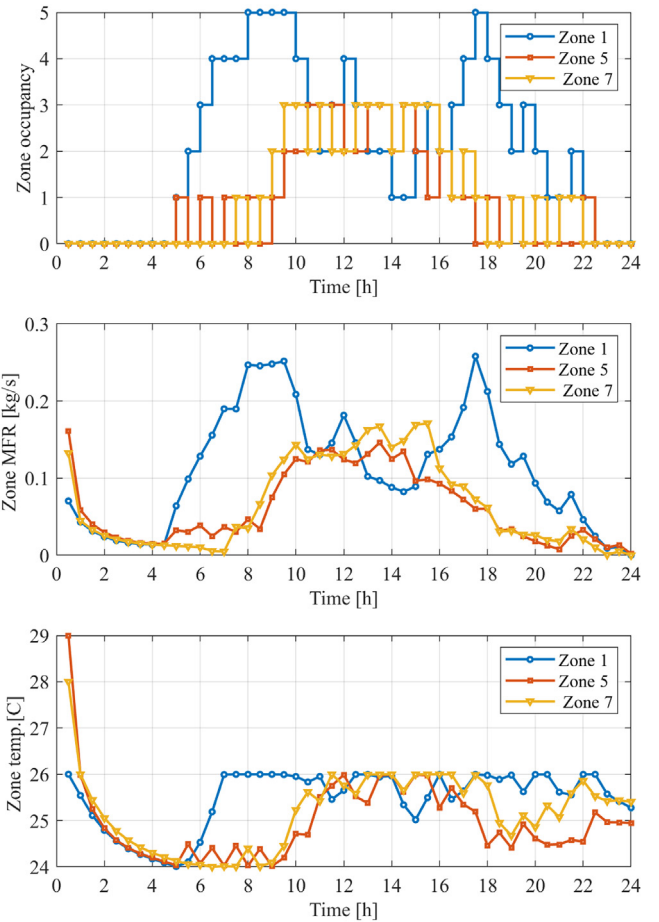 5
4
3
2
1
0
Zone occupancy
Zone 1
Zone 5
Zone 7
0 2 4 6 8 10 12 14 16 18 20 22 24
Time [h]
0.3
0.2
0.1
0
Zone MFR [kg/s]
Zone 1
Zone 5
Zone 7
0 2 4 6 8 10 12 14 16 18 20 22 24
Time [h]
29
28
27
26
25
24
Zone temp.[C]
Zone 1
Zone 5
Zone 7
0 2 4 6 8 10 12 14 16 18 20 22 24
Time [h]